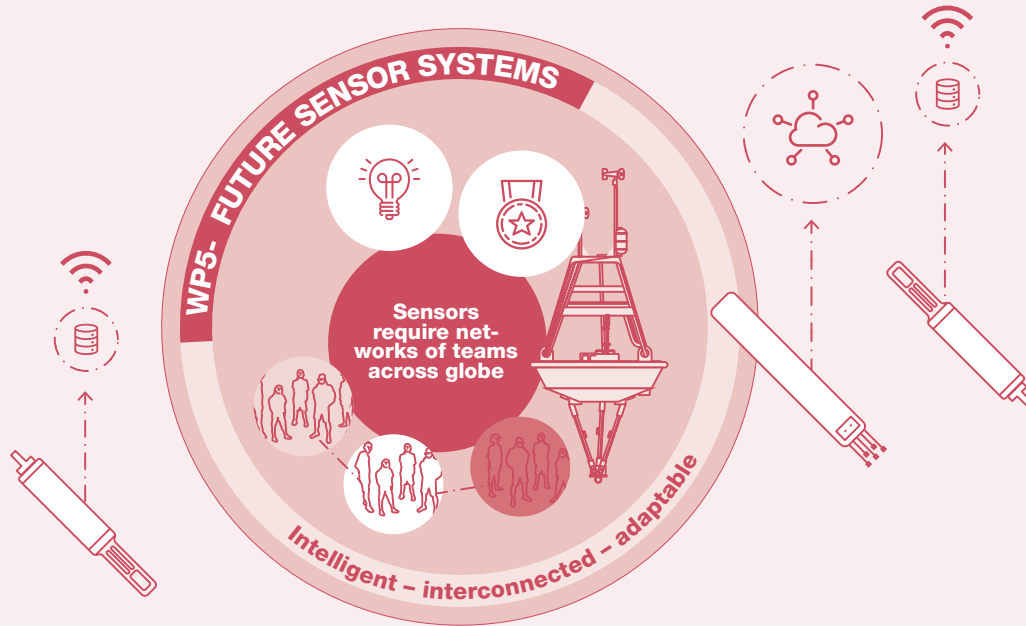 WP5- FUTURE SENSOR SYSTEMS
Sensors
require net-
works of teams
across globe
Intelligent – interconnected – adaptable